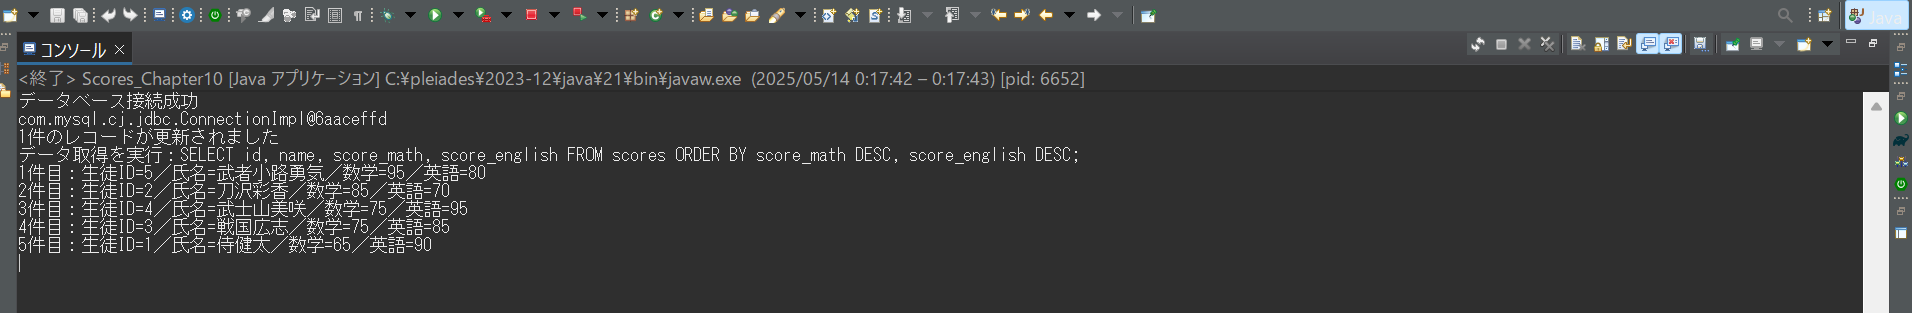 Java
コンソール
<終了> Scores_Chapter10 [Java アプリケーション] C:¥pleiades¥2023-12¥java¥21¥bin¥javaw.exe  (2025/05/14 0:17:42 – 0:17:43) [pid: 6652]
データベース接続成功
com.mysql.cj.jdbc.ConnectionImpl@6aaceffd
1件のレコードが更新されました
データ取得を実行：SELECT id, name, score_math, score_english FROM scores ORDER BY score_math DESC, score_english DESC;
1件目：生徒ID=5／氏名=武者小路勇気／数学=95／英語=80
2件目：生徒ID=2／氏名=刀沢彩香／数学=85／英語=70
3件目：生徒ID=4／氏名=武士山美咲／数学=75／英語=95
4件目：生徒ID=3／氏名=戦国広志／数学=75／英語=85
5件目：生徒ID=1／氏名=侍健太／数学=65／英語=90